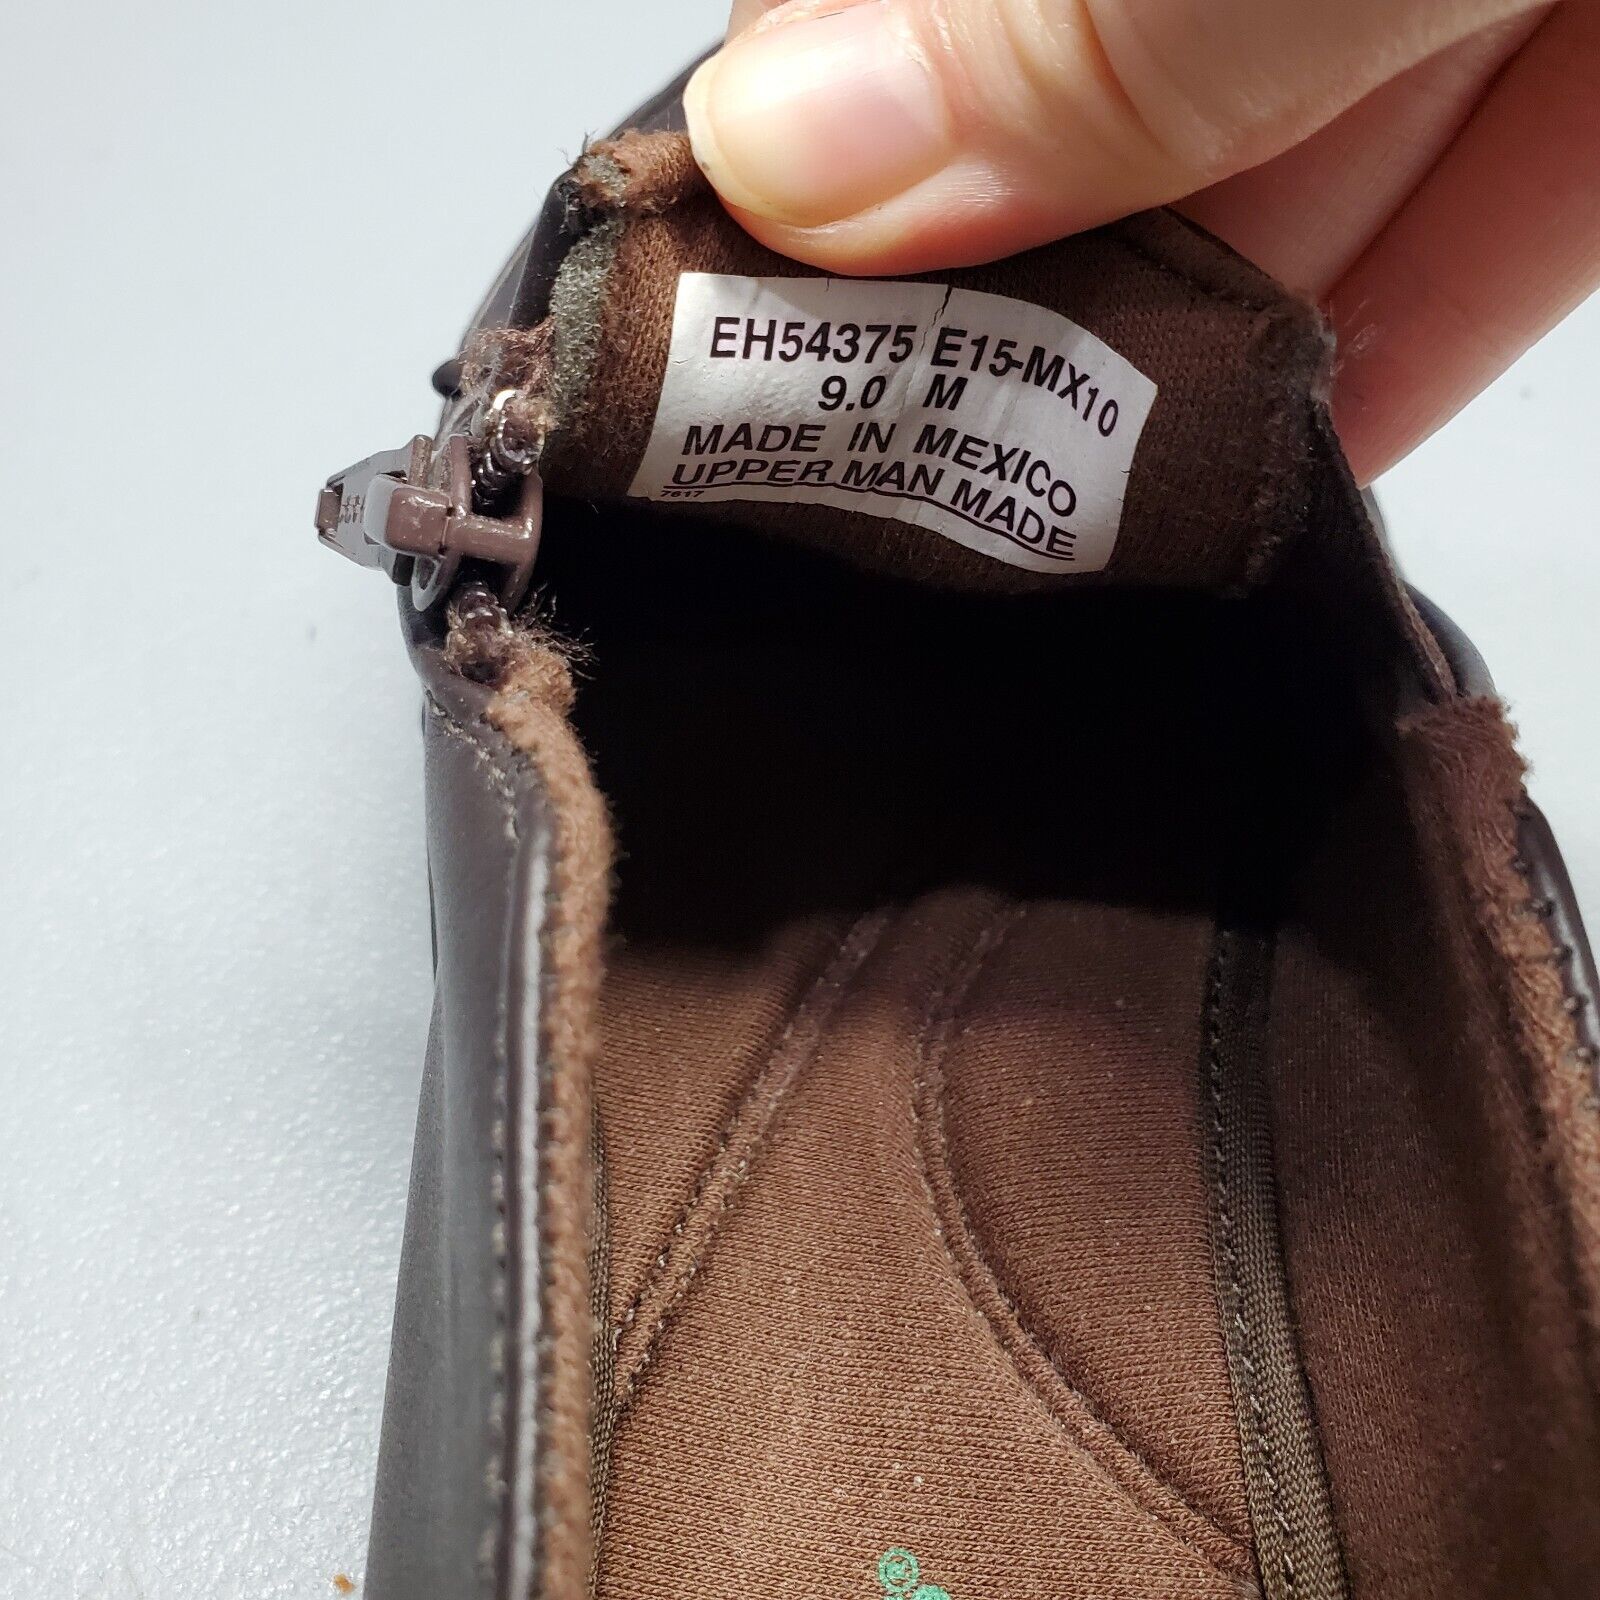 EH54375 E15-MX10
9.0 M
MADE IN MEXICO
UPPER MAN MADE
7617
®